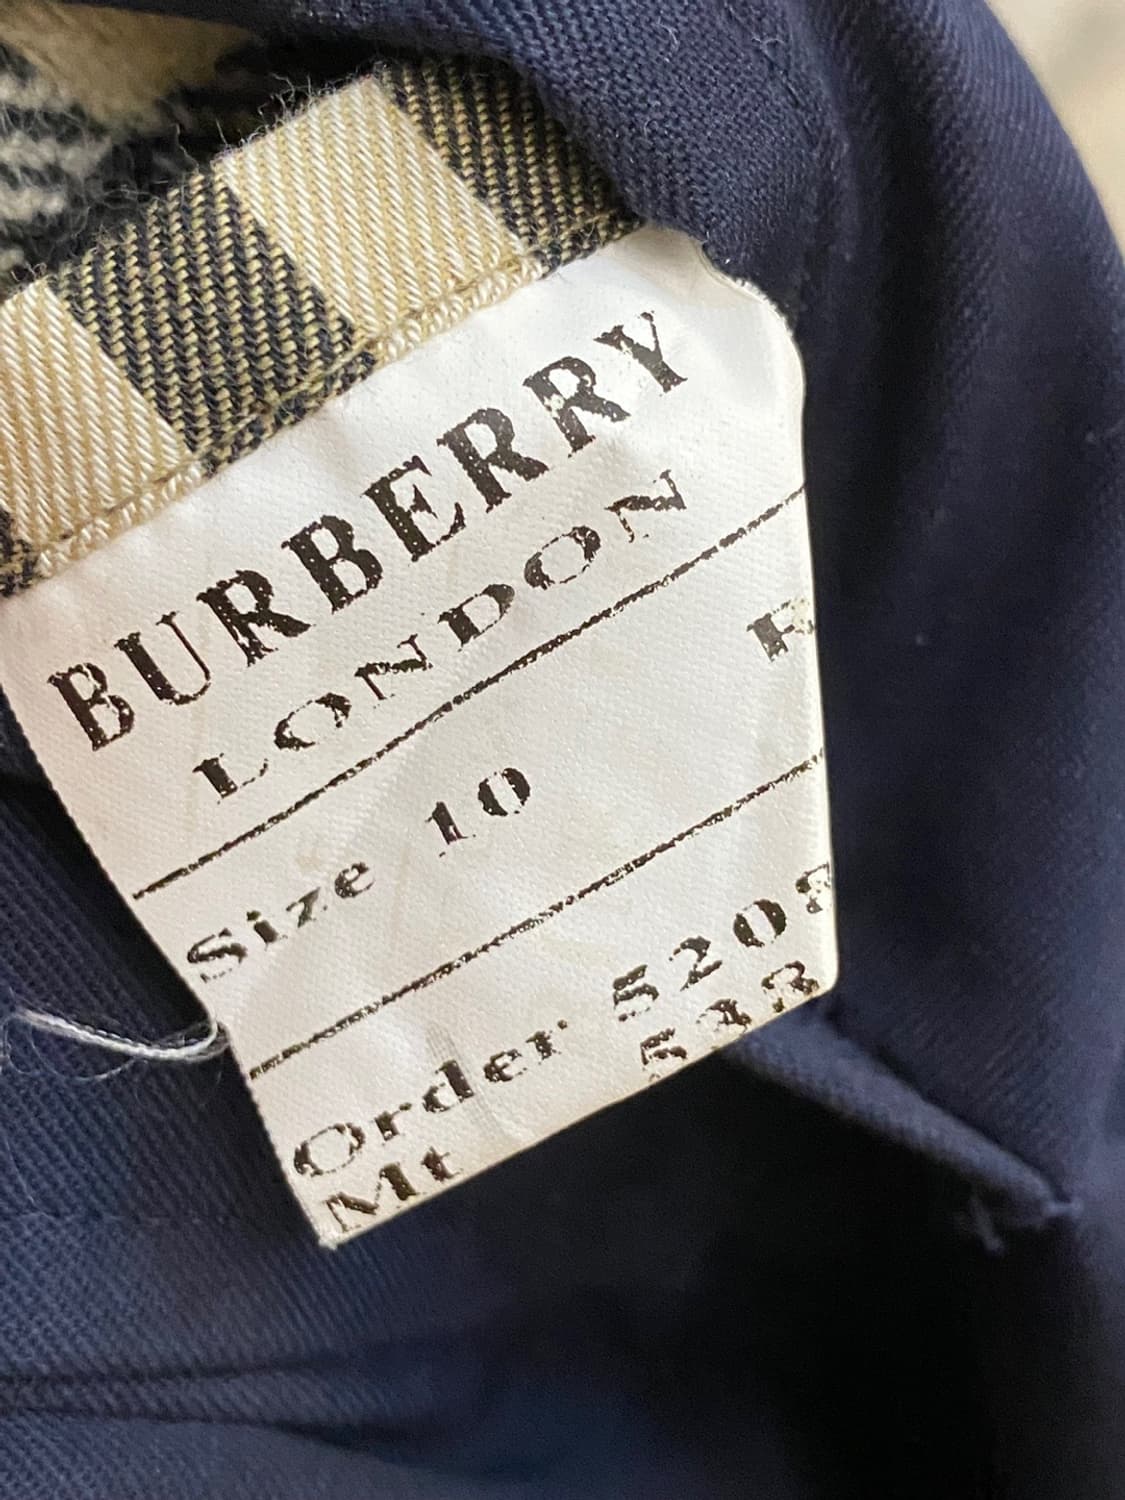 BURBERRY
LONDON
Size 10
Order 520
Mt